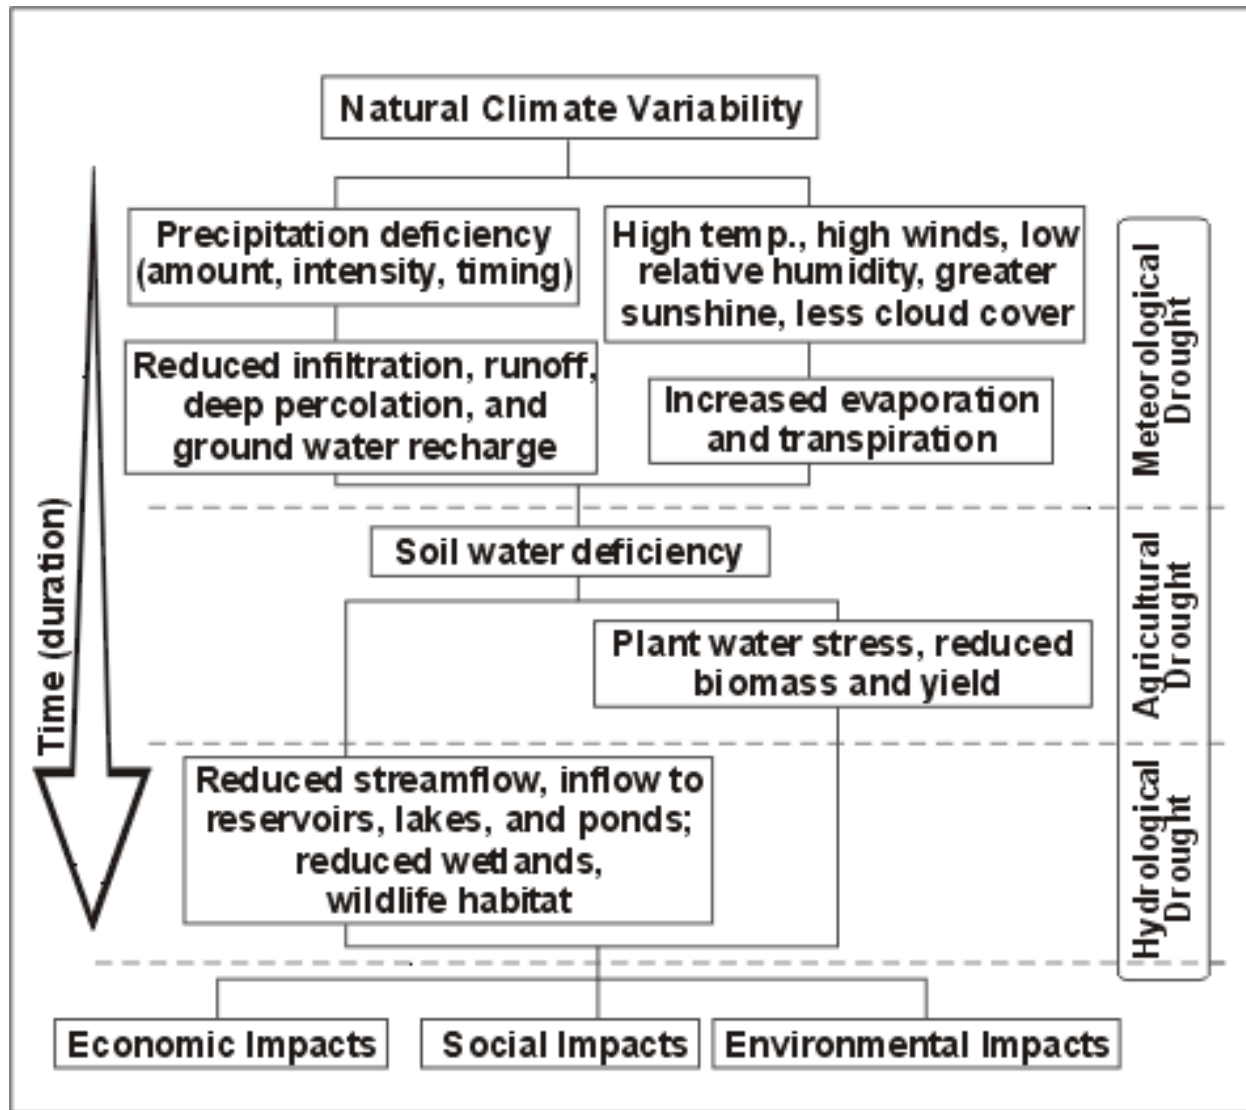 Natural Climate Variability
Precipitation deficiency
(amount, intensity, timing)
High temp., high winds, low
relative humidity, greater
sunshine, less cloud cover
Reduced infiltration, runoff,
deep percolation, and
ground water recharge
Increased evaporation
and transpiration
Meteorological
Drought
Time (duration)
Soil water deficiency
Plant water stress, reduced
biomass and yield
Agricultural
Drought
Reduced streamflow, inflow to
reservoirs, lakes, and ponds;
reduced wetlands,
wildlife habitat
Hydrological
Drought
Economic Impacts
Social Impacts
Environmental Impacts